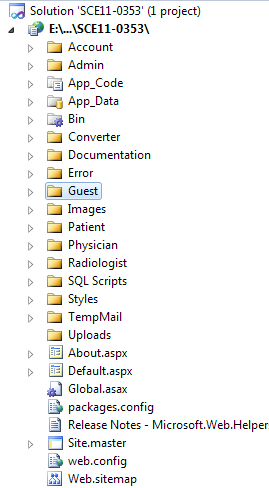 Solution 'SCE11-0353' (1 project)
E:\...\SCE11-0353\
Account
Admin
App_Code
App_Data
Bin
Converter
Documentation
Error
Guest
Images
Patient
Physician
Radiologist
SQL Scripts
Styles
TempMail
Uploads
About.aspx
Default.aspx
Global.asax
packages.config
Release Notes - Microsoft.Web.Helpers
Site.master
web.config
Web.sitemap